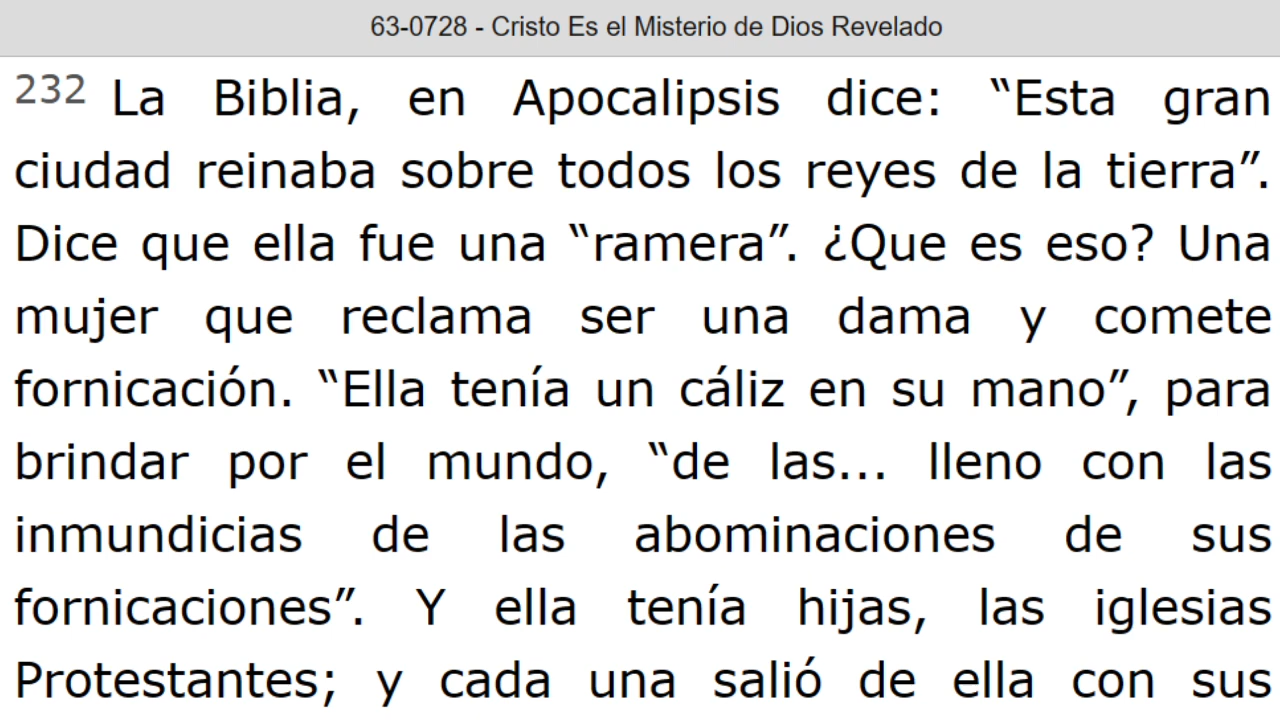 63-0728 - Cristo Es el Misterio de Dios Revelado
232 La Biblia, en Apocalipsis dice: “Esta gran
ciudad reinaba sobre todos los reyes de la tierra”.
Dice que ella fue una “ramera”. ¿Que es eso? Una
mujer que reclama ser una dama y comete
fornicación. “Ella tenía un cáliz en su mano”, para
brindar por el mundo, “de las... lleno con las
inmundicias de las abominaciones de sus
fornicaciones”. Y ella tenía hijas, las iglesias
Protestantes; y cada una salió de ella con sus